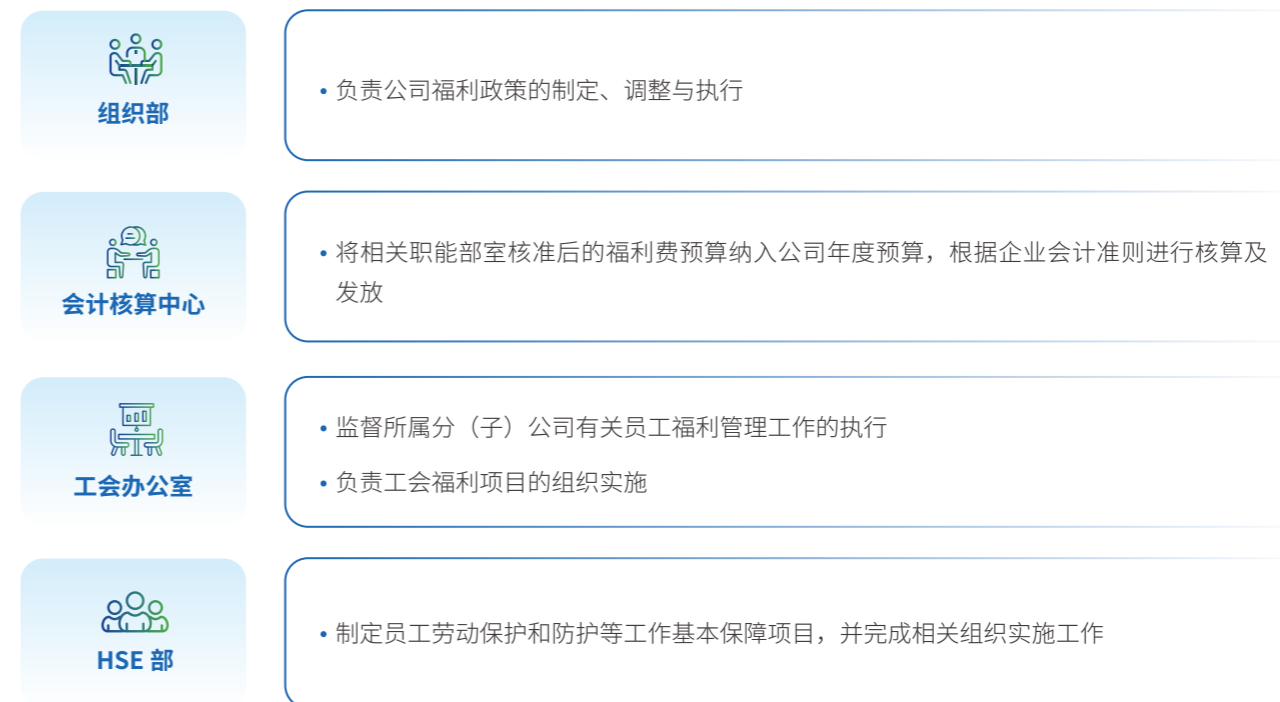 组织部
• 负责公司福利政策的制定、调整与执行
会计核算中心
• 将相关职能部室核准后的福利费预算纳入公司年度预算，根据企业会计准则进行核算及
发放
工会办公室
• 监督所属分（子）公司有关员工福利管理工作的执行
• 负责工会福利项目的组织实施
HSE 部
• 制定员工劳动保护和防护等工作基本保障项目，并完成相关组织实施工作